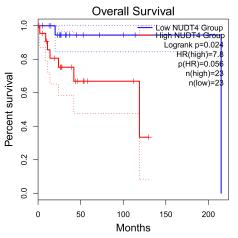 Overall Survival
Low NUDT4 Group
High NUDT4 Group
Logrank p=0.024
HR(high)=7.8
p(HR)=0.056
n(high)=23
n(low)=23
Percent survival
1.0
0.8
0.6
0.4
0.2
0.0
0 50 100 150 200
Months